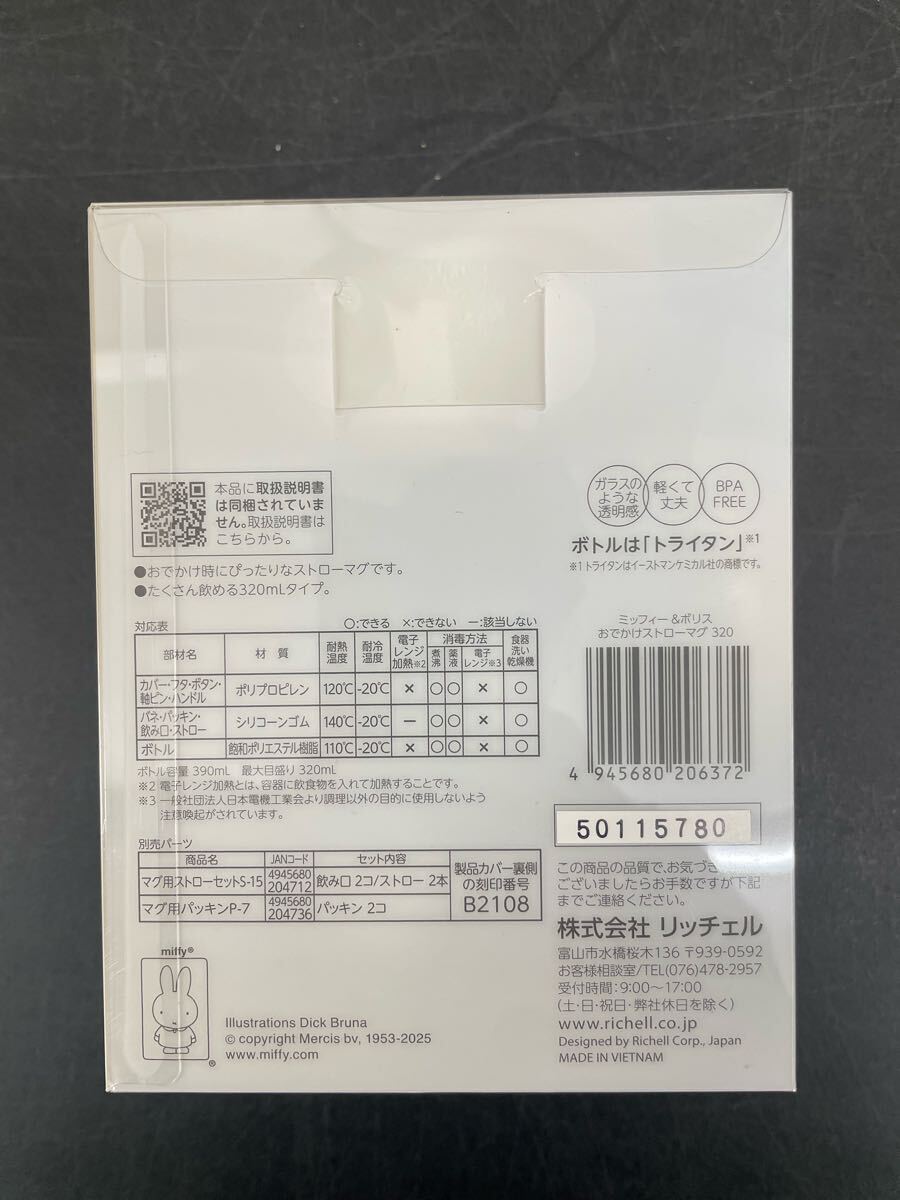 本品に取扱説明書
は同梱されていま
せん。取扱説明書は
こちらから。
ガラスの
ような
透明感
軽くて
丈夫
BPA
FREE
ボトルは「トライタン」※1
※1 トライタンはイーストマンケミカル社の商標です。
●おでかけ時にぴったりなストローマグです。
●たくさん飲める320mLタイプ。
対応表 ○:できる ×:できない −:該当しない
部材名 材 質 耐熱温度 耐冷温度 電子レンジ加熱※2 消毒方法 煮沸 薬液 電子レンジ※3 食器洗い乾燥機
カバー・フタ・ボタン・軸ピン・ハンドル ポリプロピレン 120℃ -20℃ × ○ ○ × ○
バネ・パッキン・飲み口・ストロー シリコーンゴム 140℃ -20℃ − ○ ○ × ○
ボトル 飽和ポリエステル樹脂 110℃ -20℃ × ○ ○ × ○
ボトル容量 390mL 最大目盛り 320mL
※2 電子レンジ加熱とは、容器に飲食物を入れて加熱することです。
※3 一般社団法人日本電機工業会より調理以外の目的に使用しないよう
注意喚起がされています。
別売パーツ
商品名 JANコード セット内容 製品カバー裏側の刻印番号
マグ用ストローセットS-15 4945680 204712 飲み口 2コ/ストロー 2本 B2108
マグ用パッキンP-7 4945680 204736 パッキン 2コ
miffy®
®
Illustrations Dick Bruna
© copyright Mercis bv, 1953-2025
www.miffy.com
ミッフィー &ボリス
おでかけストローマグ 320
4 945680 206372
50115780
この商品の品質で、お気づき
ございましたらお手数ですが下記
までご連絡ください。
株式会社 リッチェル
富山市水橋桜木136 〒939-0592
お客様相談室/TEL(076)478-2957
受付時間:9:00〜17:00
(土・日・祝日・弊社休日を除く)
www.richell.co.jp
Designed by Richell Corp., Japan
MADE IN VIETNAM